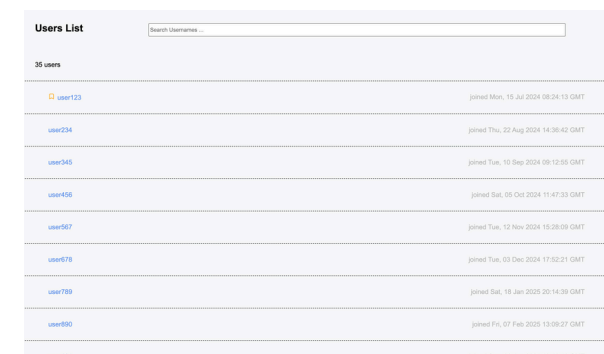 Users List
Search Usernames ...
35 users
user123 joined Mon, 15 Jul 2024 08:24:13 GMT
user234 joined Thu, 22 Aug 2024 14:36:42 GMT
user345 joined Tue, 10 Sep 2024 09:12:55 GMT
user456 joined Sat, 05 Oct 2024 11:47:33 GMT
user567 joined Tue, 12 Nov 2024 15:28:09 GMT
user678 joined Tue, 03 Dec 2024 17:52:21 GMT
user789 joined Sat, 18 Jan 2025 20:14:39 GMT
user890 joined Fri, 07 Feb 2025 13:09:27 GMT